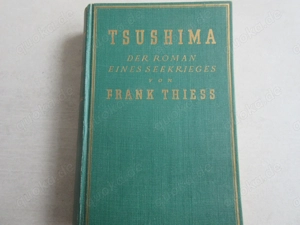 TSUSHIMA
DER ROMAN
EINES SEEKRIEGES
VON
FRANK THIESS